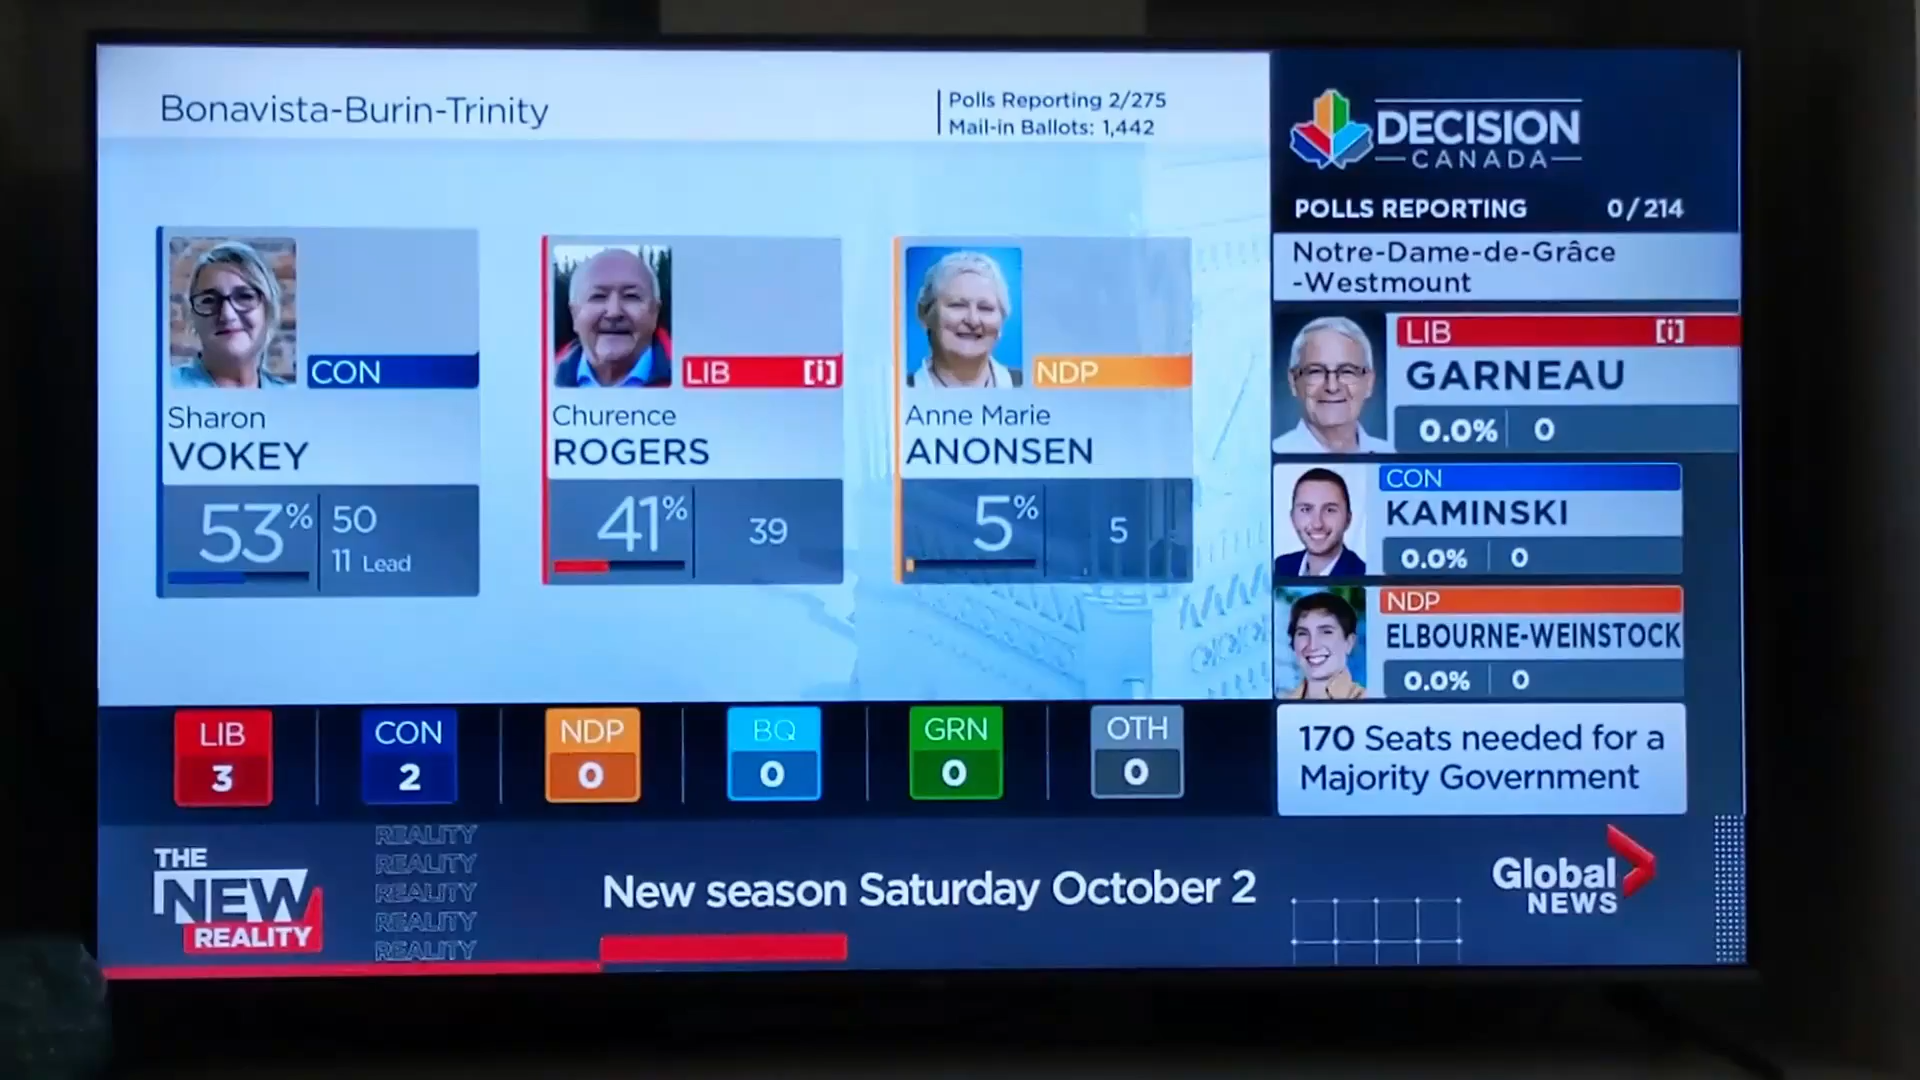 Bonavista-Burin-Trinity
Polls Reporting 2/275
Mail-in Ballots: 1,442
CON
Sharon
VOKEY
53%
50
11 Lead
LIB [i]
Churence
ROGERS
41%
39
NDP
Anne Marie
ANONSEN
5%
5
DECISION
CANADA
POLLS REPORTING 0/214
Notre-Dame-de-Grâce
-Westmount
LIB [i]
GARNEAU
0.0% 0
CON
KAMINSKI
0.0% 0
NDP
ELBOURNE-WEINSTOCK
0.0% 0
170 Seats needed for a
Majority Government
LIB
3
CON
2
NDP
0
BQ
0
GRN
0
OTH
0
THE
NEW
REALITY
REALITY
REALITY
REALITY
REALITY
REALITY
New season Saturday October 2
Global
NEWS